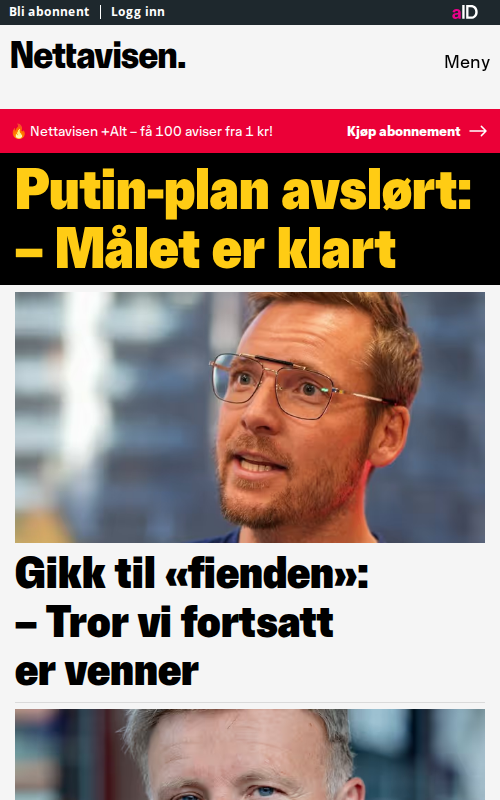 Bli abonnent
Logg inn
aID
Nettavisen.
Meny
🔥 Nettavisen +Alt – få 100 aviser fra 1 kr!
Kjøp abonnement →
Putin-plan avslørt:
– Målet er klart
Gikk til «fienden»:
– Tror vi fortsatt
er venner